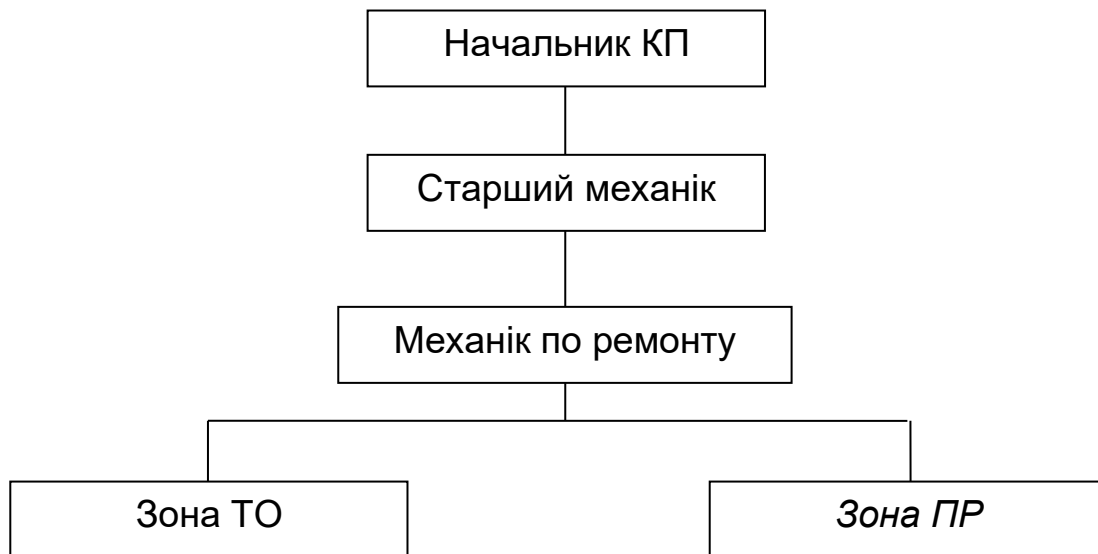 Начальник КП
Старший механік
Механік по ремонту
Зона ТО
Зона ПР